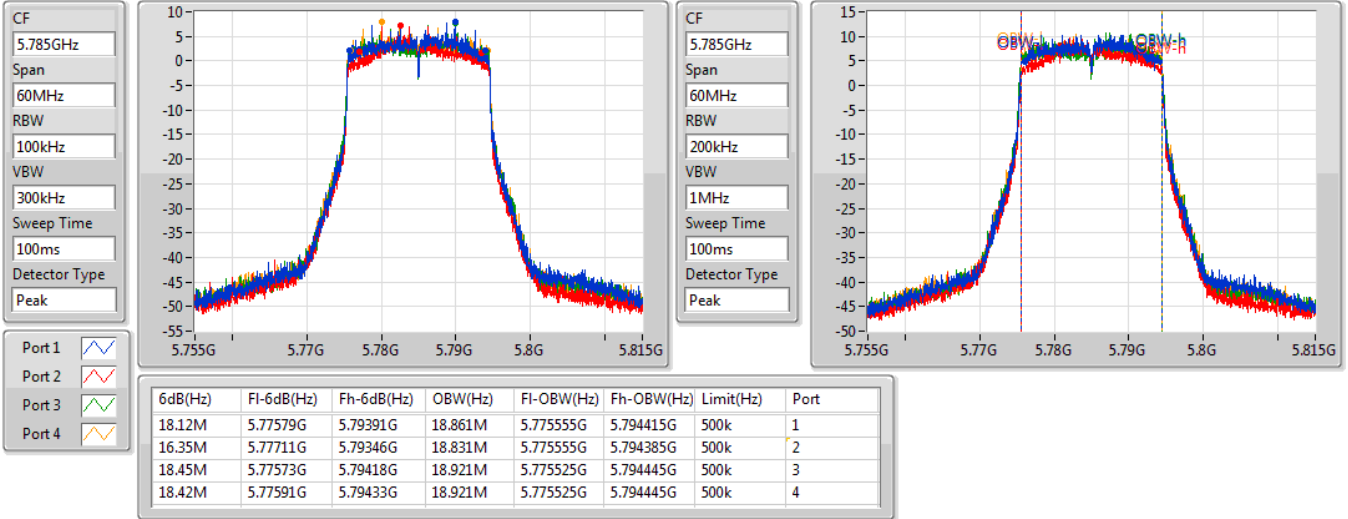 CF
5.785GHz
Span
60MHz
RBW
100kHz
VBW
300kHz
Sweep Time
100ms
Detector Type
Peak
10
5
0
-5
-10
-15
-20
-25
-30
-35
-40
-45
-50
-55
5.755G 5.77G 5.78G 5.79G 5.8G 5.815G
CF
5.785GHz
Span
60MHz
RBW
200kHz
VBW
1MHz
Sweep Time
100ms
Detector Type
Peak
15
10
5
0
-5
-10
-15
-20
-25
-30
-35
-40
-45
-50
OBW-h
5.755G 5.77G 5.78G 5.79G 5.8G 5.815G
Port 1
Port 2
Port 3
Port 4
6dB(Hz) Fl-6dB(Hz) Fh-6dB(Hz) OBW(Hz) Fl-OBW(Hz) Fh-OBW(Hz) Limit(Hz) Port
18.12M 5.77579G 5.79391G 18.861M 5.775555G 5.794415G 500k 1
16.35M 5.77711G 5.79346G 18.831M 5.775555G 5.794385G 500k 2
18.45M 5.77573G 5.79418G 18.921M 5.775525G 5.794445G 500k 3
18.42M 5.77591G 5.79433G 18.921M 5.775525G 5.794445G 500k 4